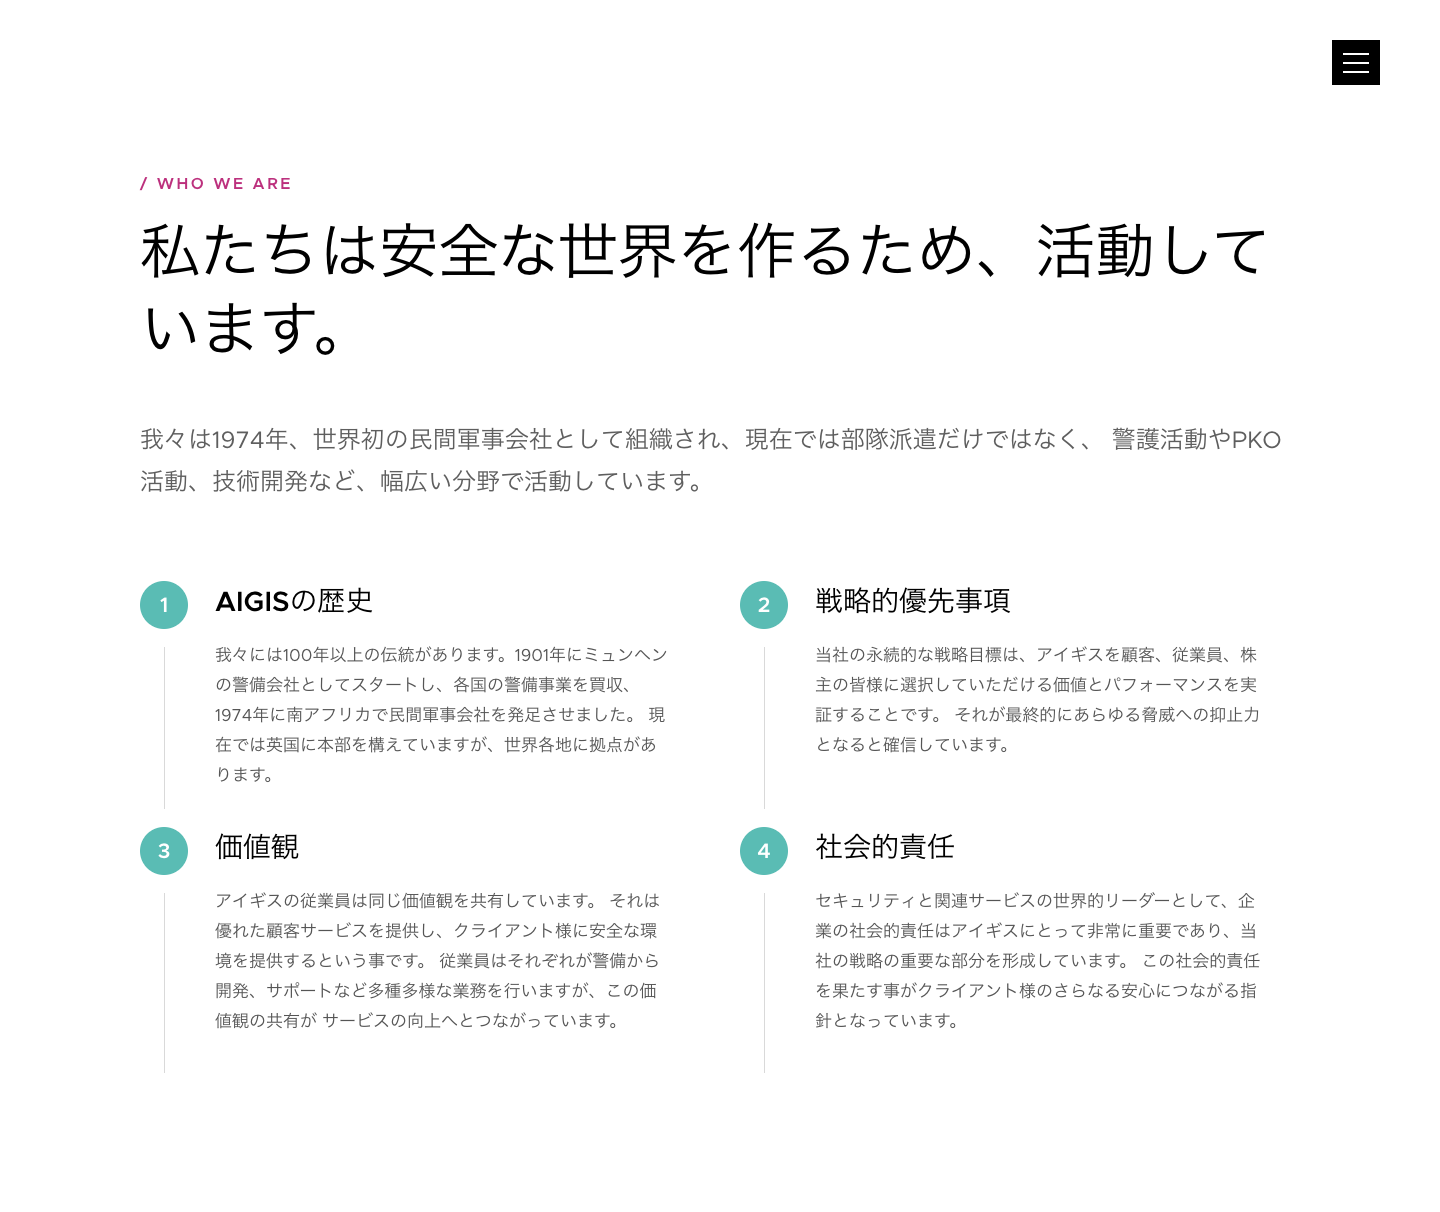 / WHO WE ARE
私たちは安全な世界を作るため、活動して
います。
我々は1974年、世界初の民間軍事会社として組織され、現在では部隊派遣だけではなく、 警護活動やPKO
活動、技術開発など、幅広い分野で活動しています。
1
AIGISの歴史
我々には100年以上の伝統があります。1901年にミュンヘン
の警備会社としてスタートし、各国の警備事業を買収、
1974年に南アフリカで民間軍事会社を発足させました。 現
在では英国に本部を構えていますが、世界各地に拠点があ
ります。
2
戦略的優先事項
当社の永続的な戦略目標は、アイギスを顧客、従業員、株
主の皆様に選択していただける価値とパフォーマンスを実
証することです。 それが最終的にあらゆる脅威への抑止力
となると確信しています。
3
価値観
アイギスの従業員は同じ価値観を共有しています。 それは
優れた顧客サービスを提供し、クライアント様に安全な環
境を提供するという事です。 従業員はそれぞれが警備から
開発、サポートなど多種多様な業務を行いますが、この価
値観の共有が サービスの向上へとつながっています。
4
社会的責任
セキュリティと関連サービスの世界的リーダーとして、企
業の社会的責任はアイギスにとって非常に重要であり、当
社の戦略の重要な部分を形成しています。 この社会的責任
を果たす事がクライアント様のさらなる安心につながる指
針となっています。